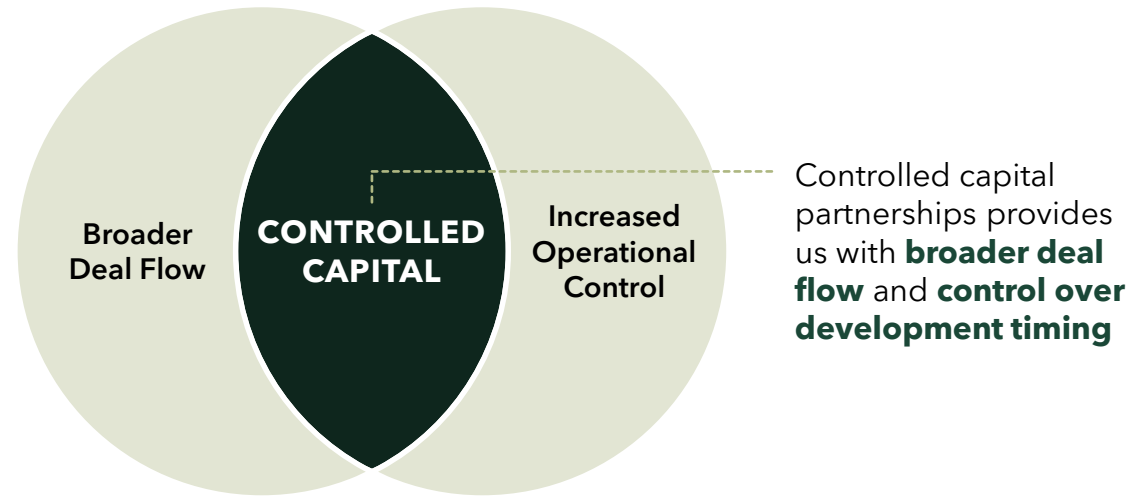 Broader
Deal Flow
CONTROLLED
CAPITAL
Increased
Operational
Control
Controlled capital
partnerships provides
us with broader deal
flow and control over
development timing